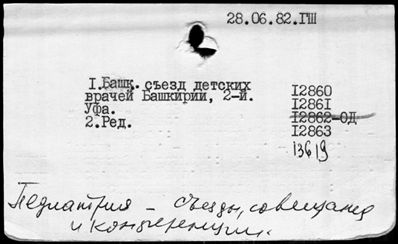 28.06.82.ГШ
I.Башк. съезд детских
врачей Башкирии, 2-й.
Уфа.
2.Ред.
I2860
I286I
I2862-ОД
I2863
13619
Педиатрия – съезды, совещания
и конференции.